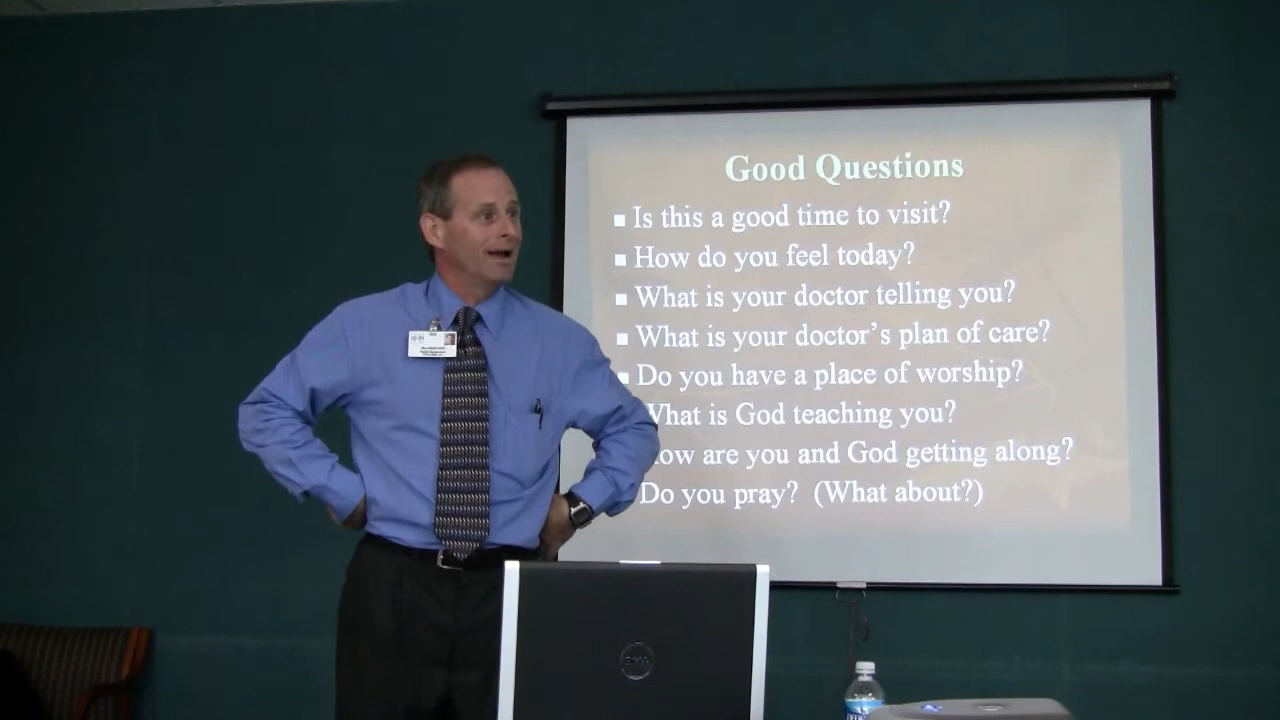 Good Questions
Is this a good time to visit?
How do you feel today?
What is your doctor telling you?
What is your doctor's plan of care?
Do you have a place of worship?
What is God teaching you?
are you and God getting along?
Do you pray? (What about?)
DELL